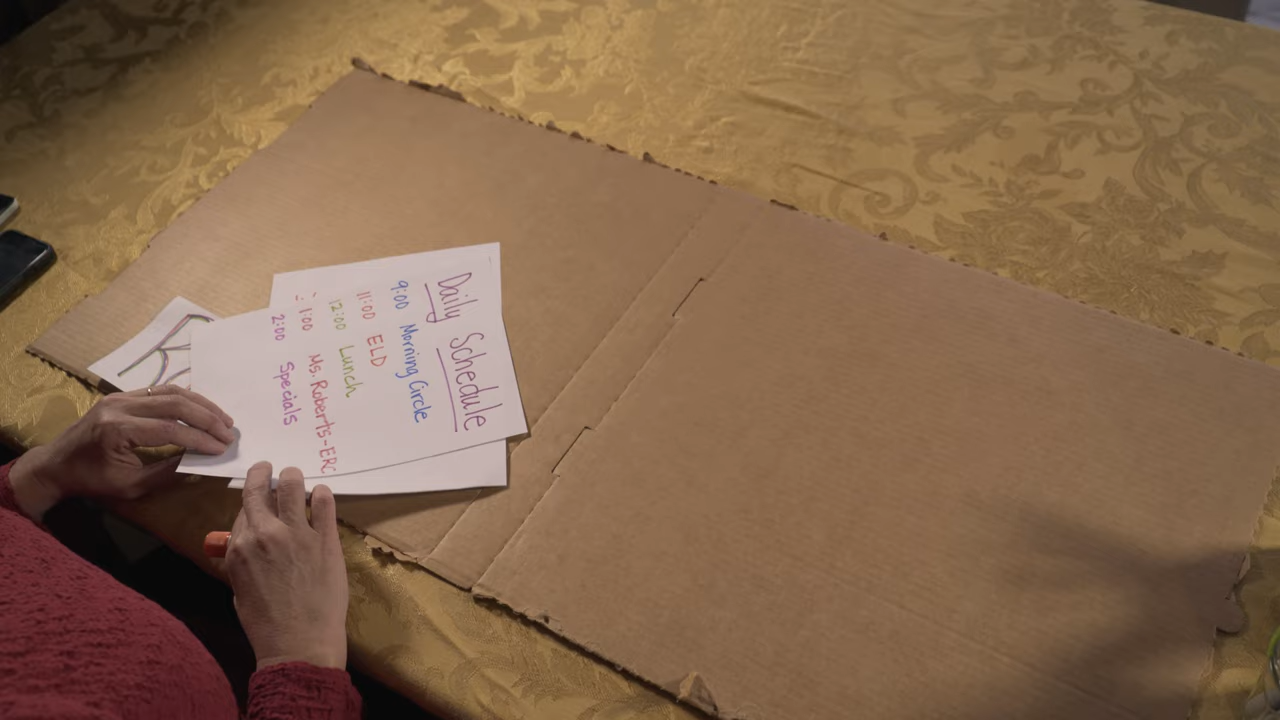 Daily Schedule
9:00 Morning Circle
11:00 ELD
12:00 Lunch
1:00 Ms. Roberts-ERC
2:00 Specials